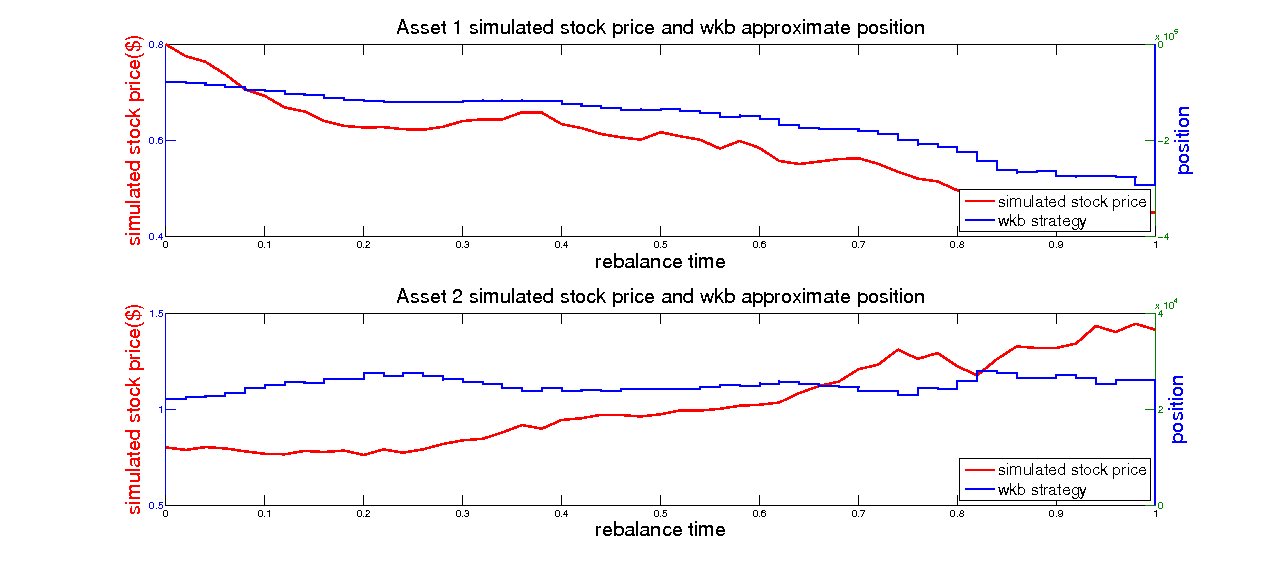 Asset 1 simulated stock price and wkb approximate position
simulated stock price($)
0.8
0.6
0.4
x 10^5
0
-2
-4
position
simulated stock price
wkb strategy
0 0.1 0.2 0.3 0.4 0.5 0.6 0.7 0.8 0.9 1
rebalance time
Asset 2 simulated stock price and wkb approximate position
simulated stock price($)
1.5
1
0.5
x 10^4
4
2
0
position
simulated stock price
wkb strategy
0 0.1 0.2 0.3 0.4 0.5 0.6 0.7 0.8 0.9 1
rebalance time